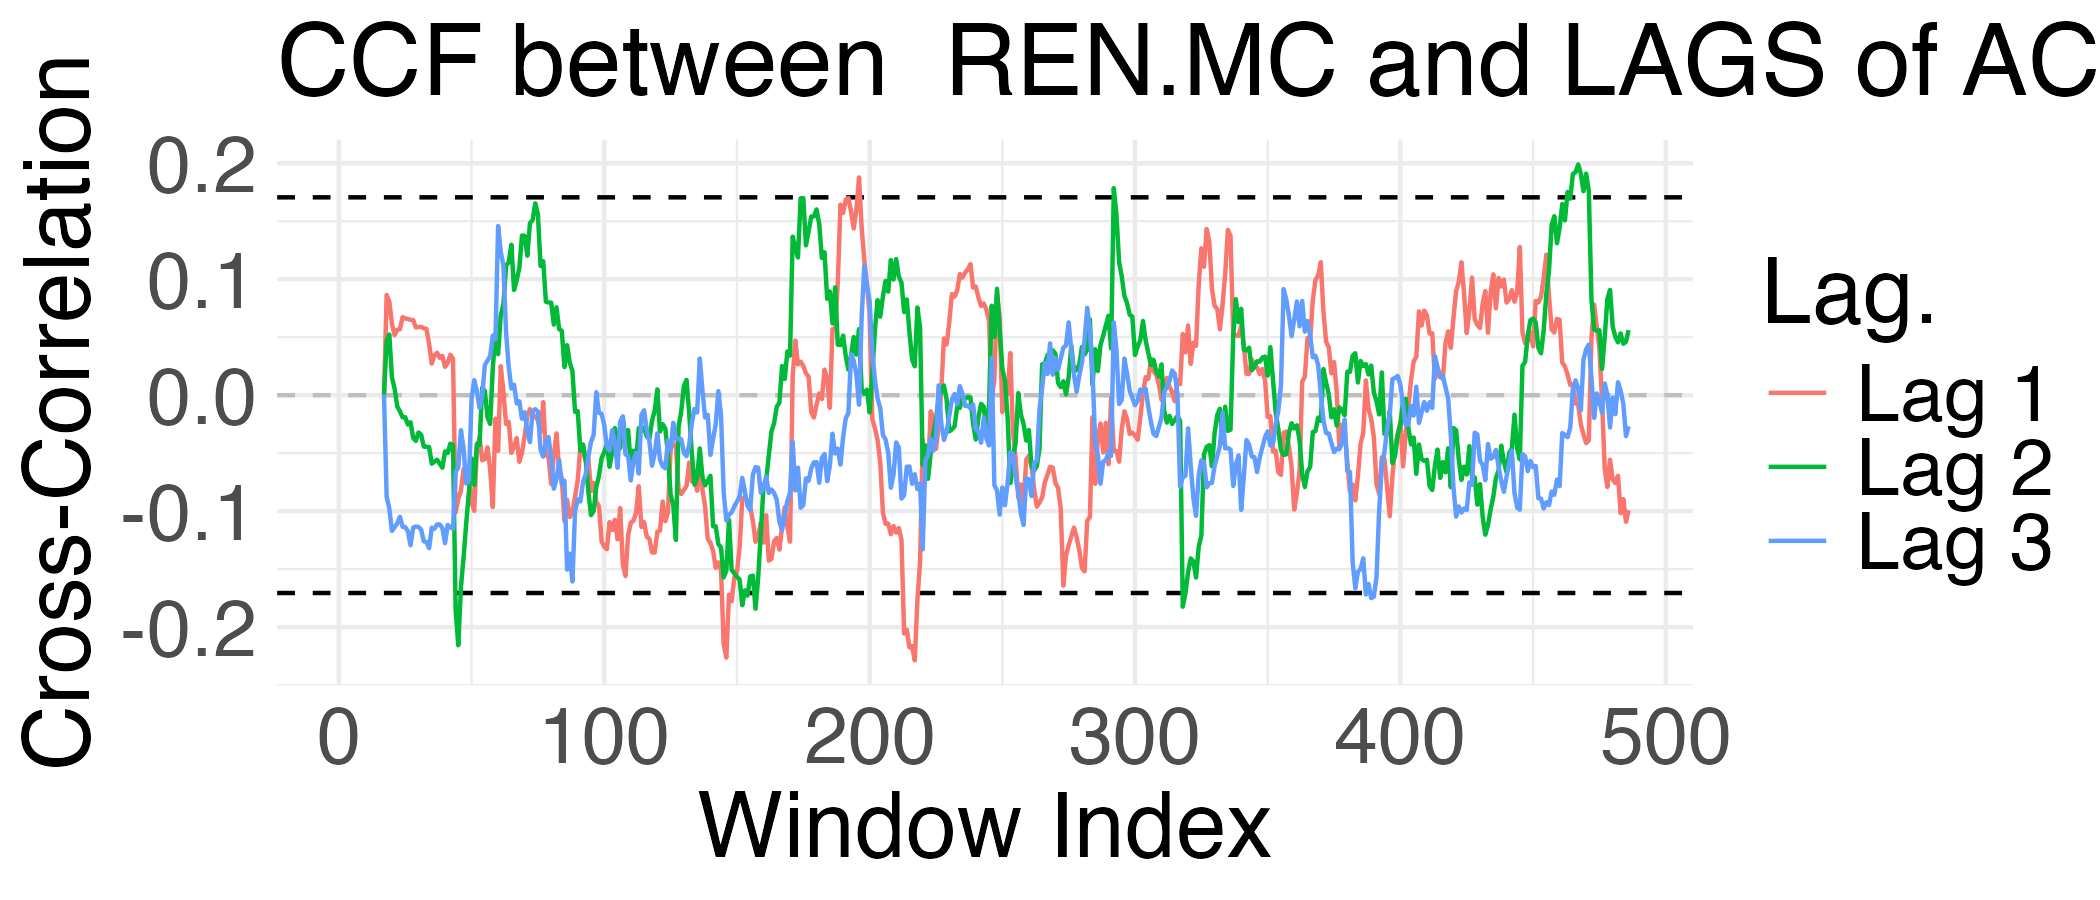 CCF between  REN.MC and LAGS of AC
Cross-Correlation
0.2
0.1
0.0
-0.1
-0.2
0 100 200 300 400 500
Window Index
Lag.
Lag 1
Lag 2
Lag 3